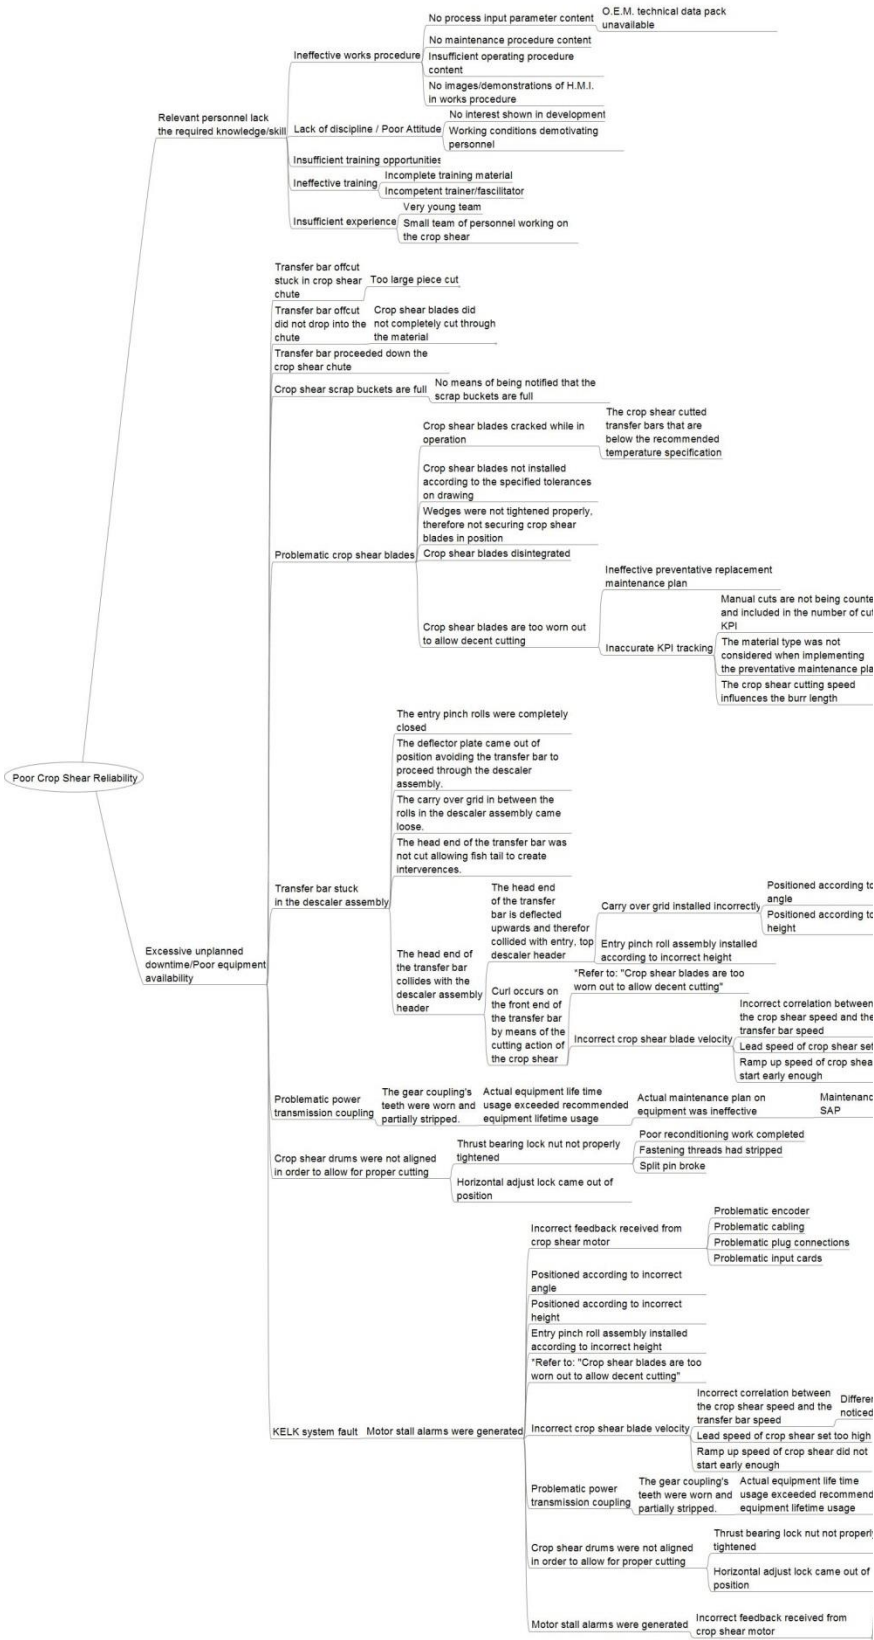 No process input parameter content
O.E.M. technical data pack
unavailable
No maintenance procedure content
Ineffective works procedure
Insufficient operating procedure
content
No images/demonstrations of H.M.I.
in works procedure
Relevant personnel lack
the required knowledge/skill
No interest shown in development
Lack of discipline / Poor Attitude
Working conditions demotivating
personnel
Insufficient training opportunities
Incomplete training material
Ineffective training
Incompetent trainer/fascilitator
Very young team
Insufficient experience
Small team of personnel working on
the crop shear
Transfer bar offcut
stuck in crop shear
chute
Too large piece cut
Transfer bar offcut
did not drop into the
chute
Crop shear blades did
not completely cut through
the material
Transfer bar proceeded down the
crop shear chute
Crop shear scrap buckets are full
No means of being notified that the
scrap buckets are full
Crop shear blades cracked while in
operation
The crop shear cutted
transfer bars that are
below the recommended
temperature specification
Crop shear blades not installed
according to the specified tolerances
on drawing
Wedges were not tightened properly,
therefore not securing crop shear
blades in position
Problematic crop shear blades
Crop shear blades disintegrated
Ineffective preventative replacement
maintenance plan
Crop shear blades are too worn out
to allow decent cutting
Inaccurate KPI tracking
Manual cuts are not being counte
and included in the number of cut
KPI
The material type was not
considered when implementing
the preventative maintenance pla
The crop shear cutting speed
influences the burr length
Poor Crop Shear Reliability
The entry pinch rolls were completely
closed
The deflector plate came out of
position avoiding the transfer bar to
proceed through the descaler
assembly.
The carry over grid in between the
rolls in the descaler assembly came
loose.
The head end of the transfer bar was
not cut allowing fish tail to create
interverences.
Transfer bar stuck
in the descaler assembly
The head end of
the transfer bar
collides with the
descaler assembly
header
The head end
of the transfer
bar is deflected
upwards and therefor
collided with entry, top
descaler header
Carry over grid installed incorrectly
Positioned according to
angle
Positioned according to
height
Entry pinch roll assembly installed
according to incorrect height
Curl occurs on
the front end of
the transfer bar
by means of the
cutting action of
the crop shear
*Refer to: "Crop shear blades are too
worn out to allow decent cutting"
Incorrect crop shear blade velocity
Incorrect correlation between
the crop shear speed and the
transfer bar speed
Lead speed of crop shear set
Ramp up speed of crop shea
start early enough
Excessive unplanned
downtime/Poor equipment
availability
Problematic power
transmission coupling
The gear coupling's
teeth were worn and
partially stripped.
Actual equipment life time
usage exceeded recommended
equipment lifetime usage
Actual maintenance plan on
equipment was ineffective
Maintenanc
SAP
Crop shear drums were not aligned
in order to allow for proper cutting
Thrust bearing lock nut not properly
tightened
Poor reconditioning work completed
Fastening threads had stripped
Split pin broke
Horizontal adjust lock came out of
position
KELK system fault
Motor stall alarms were generated
Incorrect feedback received from
crop shear motor
Problematic encoder
Problematic cabling
Problematic plug connections
Problematic input cards
Positioned according to incorrect
angle
Positioned according to incorrect
height
Entry pinch roll assembly installed
according to incorrect height
*Refer to: "Crop shear blades are too
worn out to allow decent cutting"
Incorrect crop shear blade velocity
Incorrect correlation between
the crop shear speed and the
transfer bar speed
Differen
noticed
Lead speed of crop shear set too high
Ramp up speed of crop shear did not
start early enough
Problematic power
transmission coupling
The gear coupling's
teeth were worn and
partially stripped.
Actual equipment life time
usage exceeded recommend
equipment lifetime usage
Crop shear drums were not aligned
in order to allow for proper cutting
Thrust bearing lock nut not properly
tightened
Horizontal adjust lock came out of
position
Motor stall alarms were generated
Incorrect feedback received from
crop shear motor